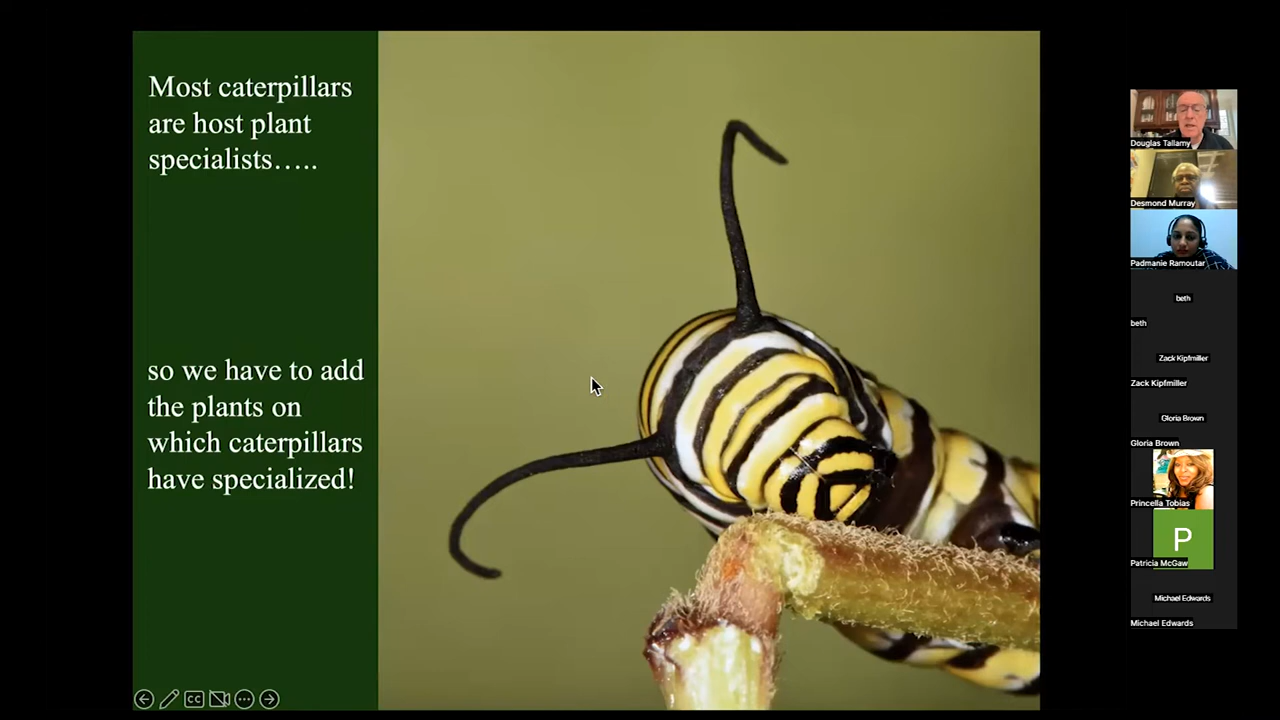 Most caterpillars
are host plant
specialists…..
so we have to add
the plants on
which caterpillars
have specialized!
CC
Douglas Tallamy
Desmond Murray
Padmanie Ramoutar
beth
beth
Zack Kipfmiller
Zack Kipfmiller
Gloria Brown
Gloria Brown
Princella Tobias
P
Patricia McGaw
Michael Edwards
Michael Edwards